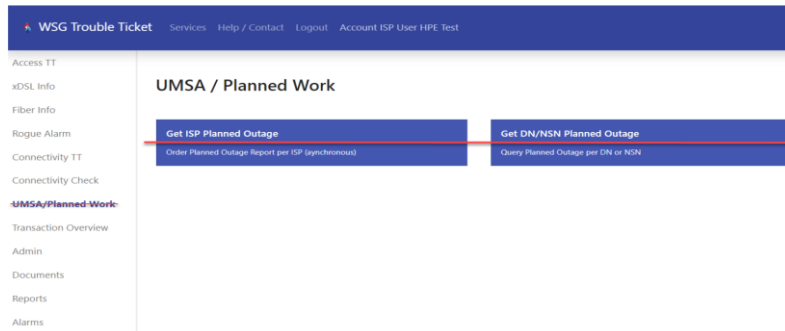 WSG Trouble Ticket Services Help / Contact Logout Account ISP User HPE Test
Access TT
xDSL Info
Fiber Info
Rogue Alarm
Connectivity TT
Connectivity Check
UMSA/Planned Work
Transaction Overview
Admin
Documents
Reports
Alarms
UMSA / Planned Work
Get ISP Planned Outage
Order Planned Outage Report per ISP (aynchronous)
Get DN/NSN Planned Outage
Query Planned Outage per DN or NSN